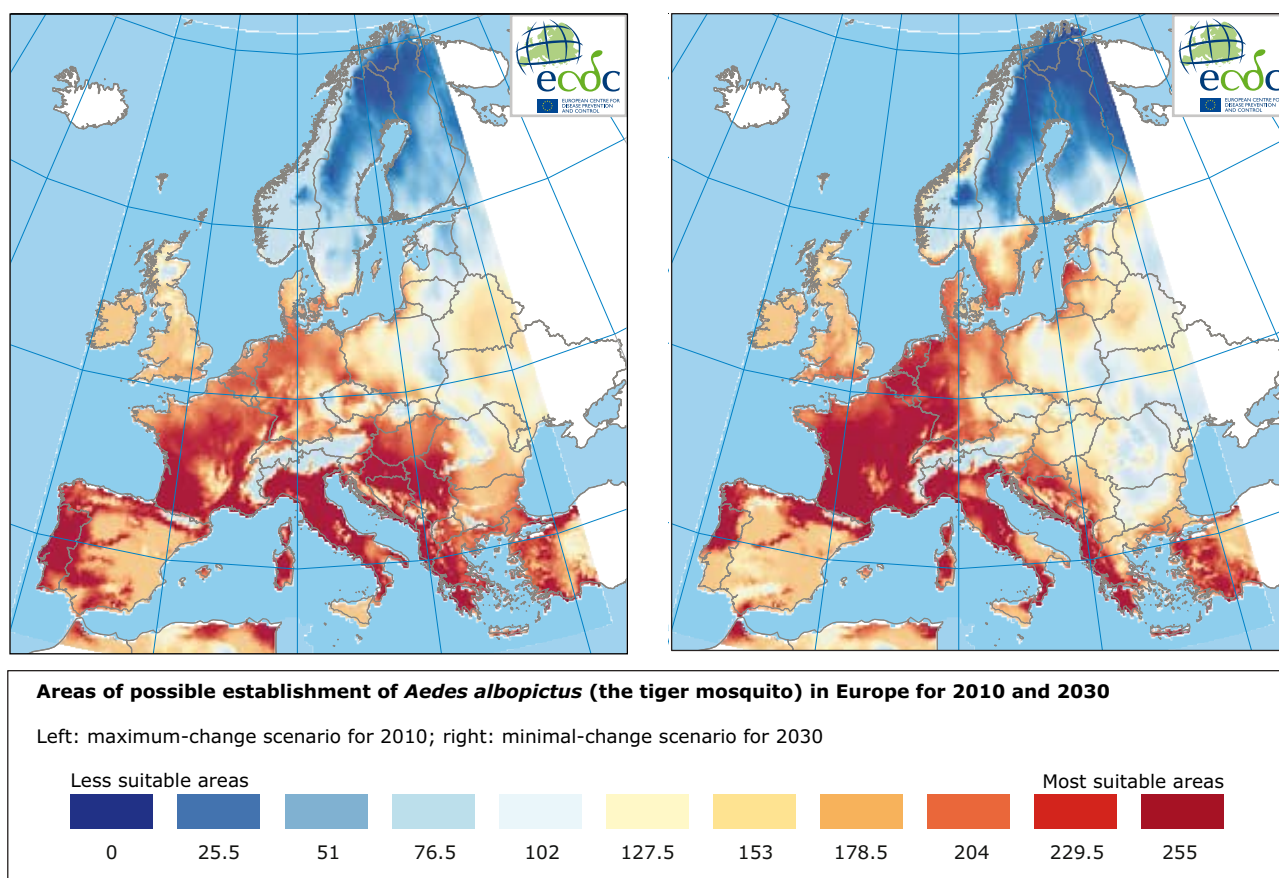 ecdc
EUROPEAN CENTRE FOR
DISEASE PREVENTION
AND CONTROL
ecdc
EUROPEAN CENTRE FOR
DISEASE PREVENTION
AND CONTROL
Areas of possible establishment of Aedes albopictus (the tiger mosquito) in Europe for 2010 and 2030
Left: maximum-change scenario for 2010; right: minimal-change scenario for 2030
Less suitable areas Most suitable areas
0 25.5 51 76.5 102 127.5 153 178.5 204 229.5 255